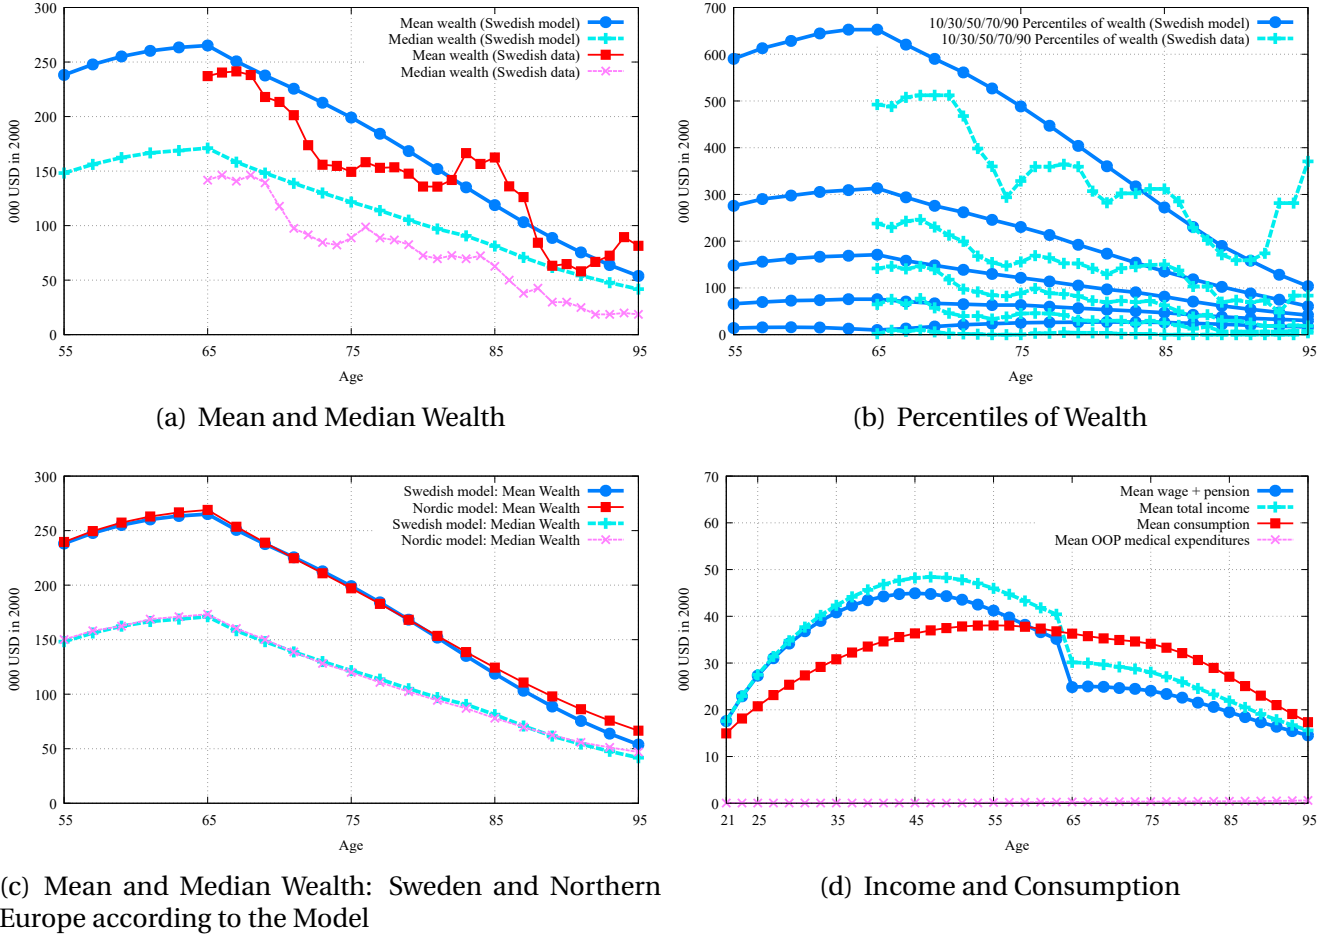 300
250
200
150
100
50
0
55
65
75
85
95
000 USD in 2000
Age
Mean wealth (Swedish model)
Median wealth (Swedish model)
Mean wealth (Swedish data)
Median wealth (Swedish data)
(a) Mean and Median Wealth
700
600
500
400
300
200
100
0
55
65
75
85
95
000 USD in 2000
Age
10/30/50/70/90 Percentiles of wealth (Swedish model)
10/30/50/70/90 Percentiles of wealth (Swedish data)
(b) Percentiles of Wealth
300
250
200
150
100
50
0
55
65
75
85
95
000 USD in 2000
Age
Swedish model: Mean Wealth
Nordic model: Mean Wealth
Swedish model: Median Wealth
Nordic model: Median Wealth
(c) Mean and Median Wealth: Sweden and Northern
Europe according to the Model
70
60
50
40
30
20
10
0
21
25
35
45
55
65
75
85
95
000 USD in 2000
Age
Mean wage + pension
Mean total income
Mean consumption
Mean OOP medical expenditures
(d) Income and Consumption